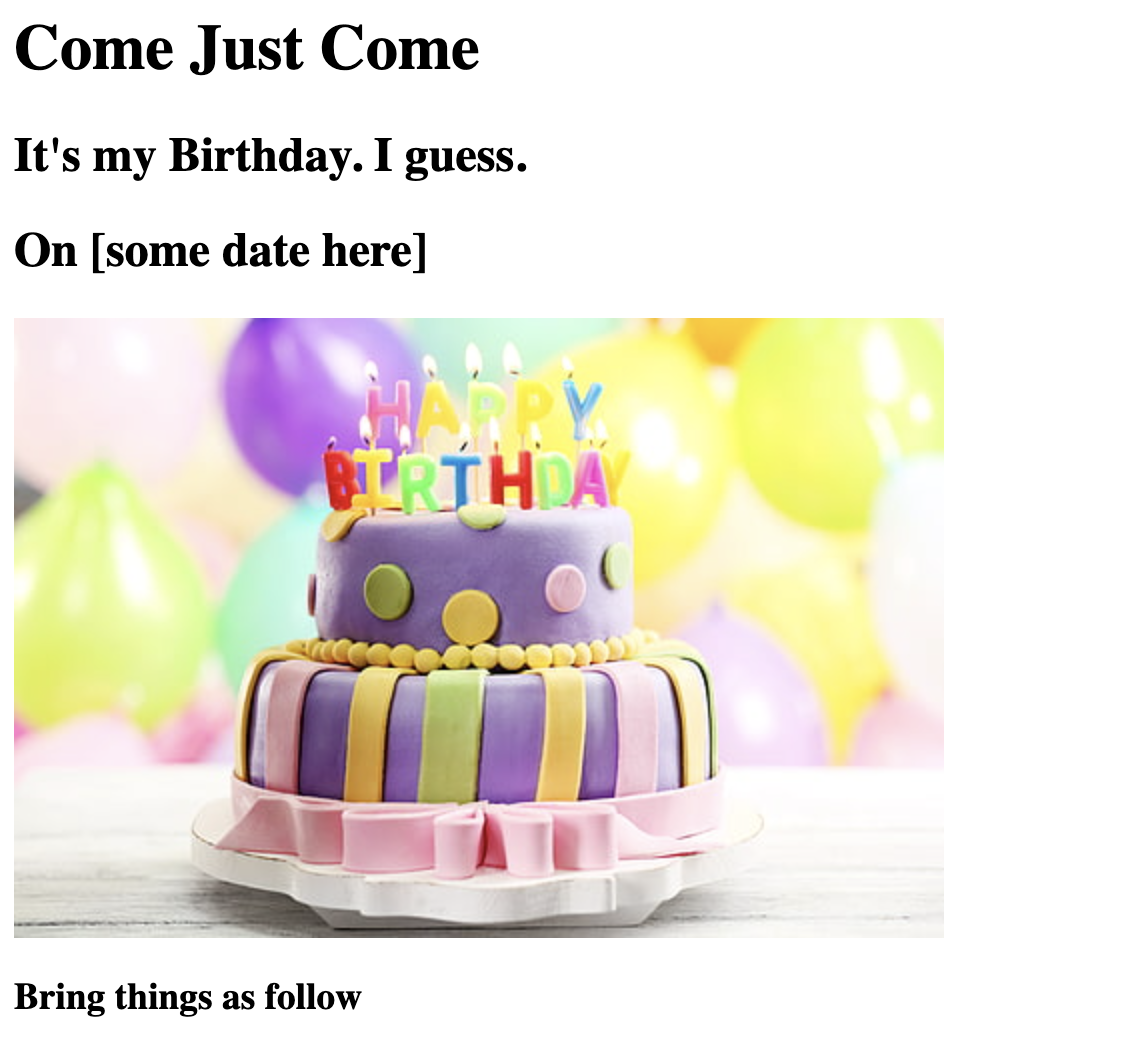 Come Just Come
It's my Birthday. I guess.
On [some date here]
HAPPY
BIRTHDAY
Bring things as follow